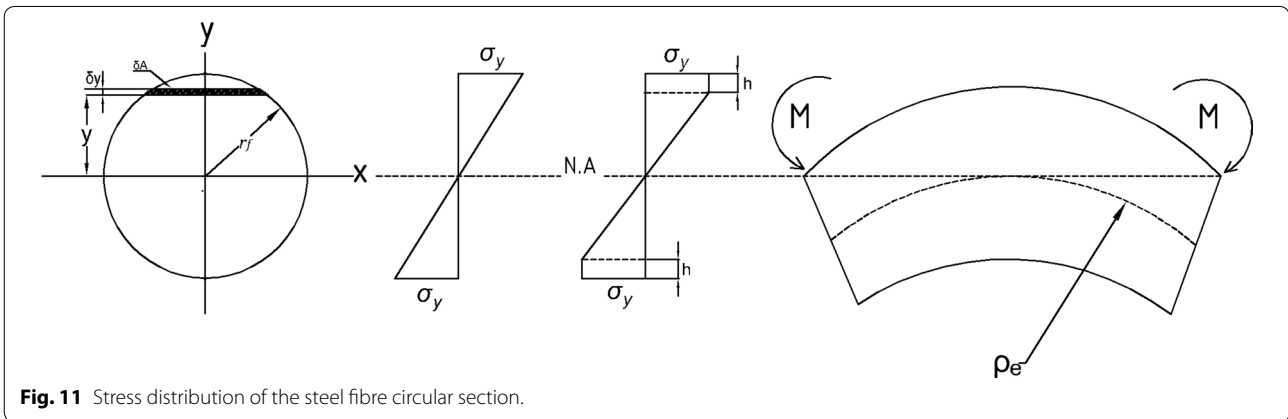 y
δA
δy
y
r_f
x
σ_y
σ_y
σ_y
h
N.A
h
σ_y
M
M
ρ_e
Fig. 11 Stress distribution of the steel fibre circular section.